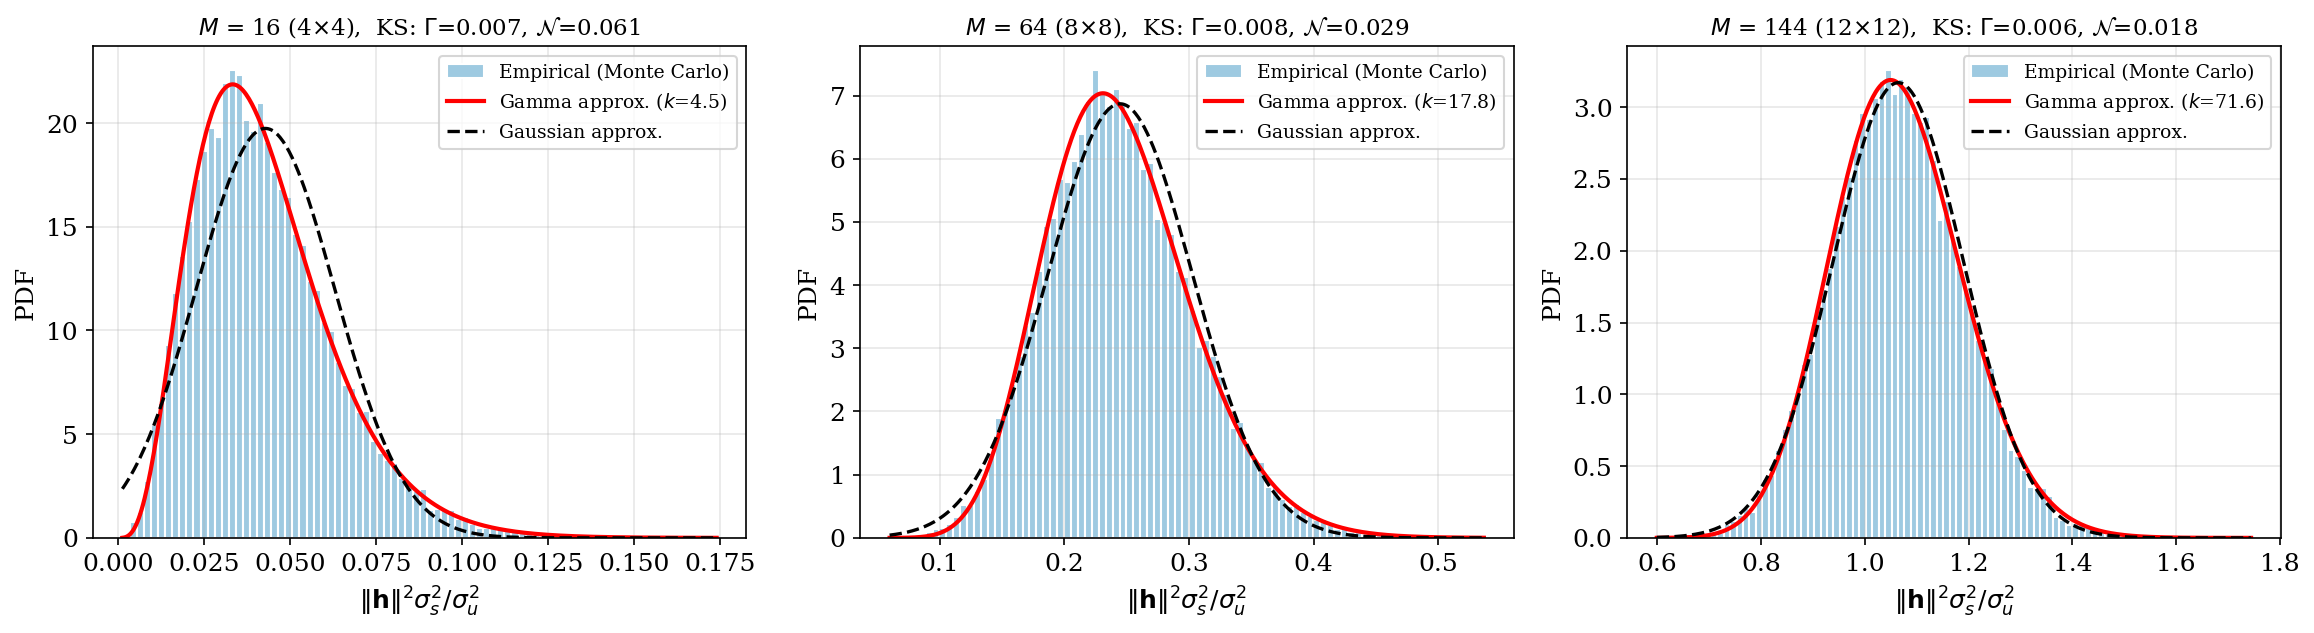 M = 16 (4×4),  KS: Γ=0.007, 𝒩=0.061
Empirical (Monte Carlo)
Gamma approx. (k=4.5)
Gaussian approx.
PDF
20
15
10
5
0
0.000 0.025 0.050 0.075 0.100 0.125 0.150 0.175
‖h‖²σ_s²/σ_u²
M = 64 (8×8),  KS: Γ=0.008, 𝒩=0.029
Empirical (Monte Carlo)
Gamma approx. (k=17.8)
Gaussian approx.
PDF
7
6
5
4
3
2
1
0
0.1 0.2 0.3 0.4 0.5
‖h‖²σ_s²/σ_u²
M = 144 (12×12),  KS: Γ=0.006, 𝒩=0.018
Empirical (Monte Carlo)
Gamma approx. (k=71.6)
Gaussian approx.
PDF
3.0
2.5
2.0
1.5
1.0
0.5
0.0
0.6 0.8 1.0 1.2 1.4 1.6 1.8
‖h‖²σ_s²/σ_u²